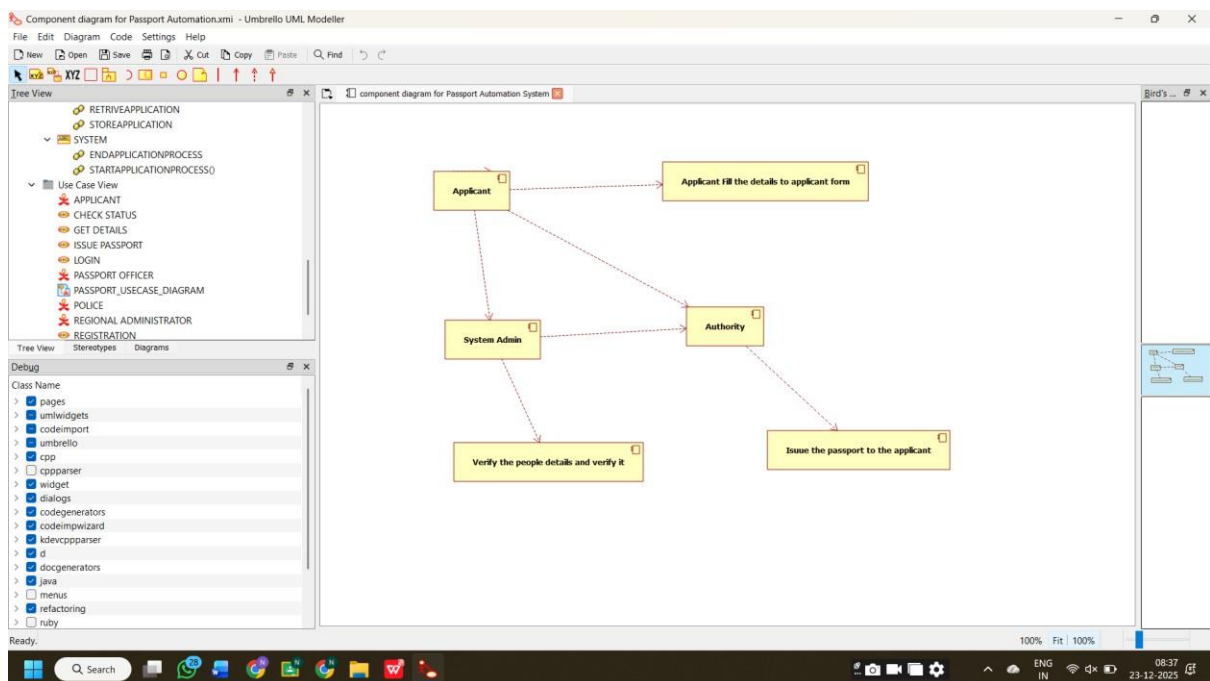 Component diagram for Passport Automation.xmi - Umbrello UML Modeller
File Edit Diagram Code Settings Help
New Open Save Cut Copy Paste Find
XYZ
Tree View
component diagram for Passport Automation System
Bird's ...
RETRIVEAPPLICATION
STOREAPPLICATION
SYSTEM
ENDAPPLICATIONPROCESS
STARTAPPLICATIONPROCESS()
Use Case View
APPLICANT
CHECK STATUS
GET DETAILS
ISSUE PASSPORT
LOGIN
PASSPORT OFFICER
PASSPORT_USECASE_DIAGRAM
POLICE
REGIONAL ADMINISTRATOR
REGISTRATION
Tree View Stereotypes Diagrams
Debug
Class Name
pages
umlwidgets
codeimport
umbrello
cpp
cppparser
widget
dialogs
codegenerators
codeimpwizard
kdevcppparser
d
docgenerators
java
menus
refactoring
ruby
Applicant
Applicant Fill the details to applicant form
System Admin
Authority
Verify the people details and verify it
Isuue the passport to the applicant
Ready.
100% Fit 100%
Search
28
ENG
IN
08:37
23-12-2025